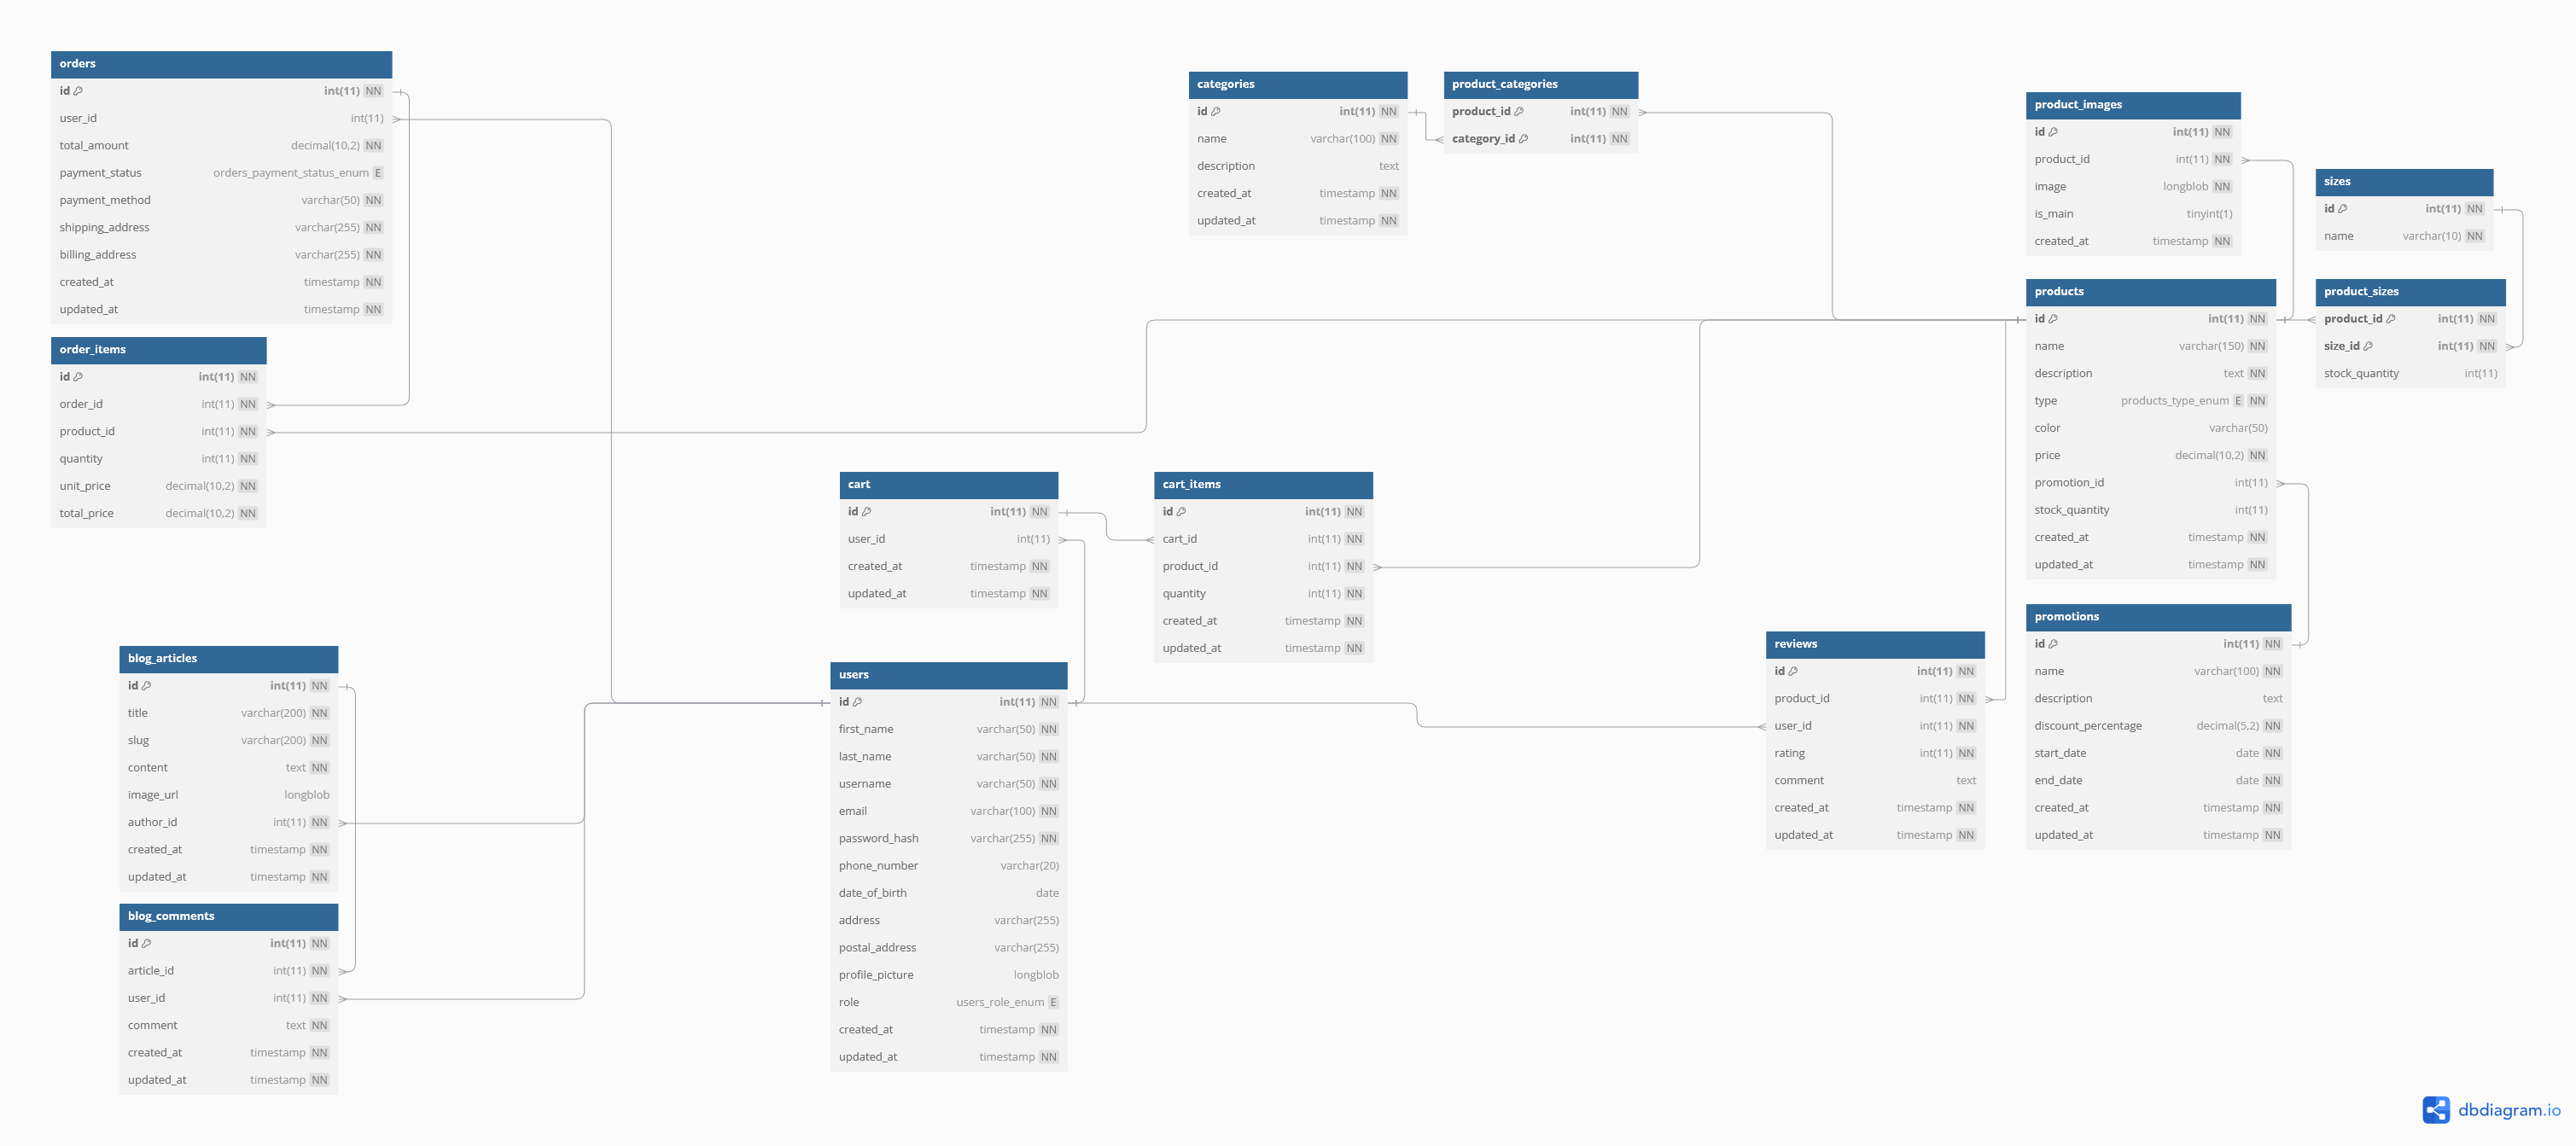 orders
id int(11) NN
user_id int(11)
total_amount decimal(10,2) NN
payment_status orders_payment_status_enum E
payment_method varchar(50) NN
shipping_address varchar(255) NN
billing_address varchar(255) NN
created_at timestamp NN
updated_at timestamp NN
order_items
id int(11) NN
order_id int(11) NN
product_id int(11) NN
quantity int(11) NN
unit_price decimal(10,2) NN
total_price decimal(10,2) NN
blog_articles
id int(11) NN
title varchar(200) NN
slug varchar(200) NN
content text NN
image_url longblob
author_id int(11) NN
created_at timestamp NN
updated_at timestamp NN
blog_comments
id int(11) NN
article_id int(11) NN
user_id int(11) NN
comment text NN
created_at timestamp NN
updated_at timestamp NN
cart
id int(11) NN
user_id int(11)
created_at timestamp NN
updated_at timestamp NN
users
id int(11) NN
first_name varchar(50) NN
last_name varchar(50) NN
username varchar(50) NN
email varchar(100) NN
password_hash varchar(255) NN
phone_number varchar(20)
date_of_birth date
address varchar(255)
postal_address varchar(255)
profile_picture longblob
role users_role_enum E
created_at timestamp NN
updated_at timestamp NN
categories
id int(11) NN
name varchar(100) NN
description text
created_at timestamp NN
updated_at timestamp NN
product_categories
product_id int(11) NN
category_id int(11) NN
cart_items
id int(11) NN
cart_id int(11) NN
product_id int(11) NN
quantity int(11) NN
created_at timestamp NN
updated_at timestamp NN
reviews
id int(11) NN
product_id int(11) NN
user_id int(11) NN
rating int(11) NN
comment text
created_at timestamp NN
updated_at timestamp NN
product_images
id int(11) NN
product_id int(11) NN
image longblob NN
is_main tinyint(1)
created_at timestamp NN
products
id int(11) NN
name varchar(150) NN
description text NN
type products_type_enum E NN
color varchar(50)
price decimal(10,2) NN
promotion_id int(11)
stock_quantity int(11)
created_at timestamp NN
updated_at timestamp NN
promotions
id int(11) NN
name varchar(100) NN
description text
discount_percentage decimal(5,2) NN
start_date date NN
end_date date NN
created_at timestamp NN
updated_at timestamp NN
sizes
id int(11) NN
name varchar(10) NN
product_sizes
product_id int(11) NN
size_id int(11) NN
stock_quantity int(11)
dbdiagram.io